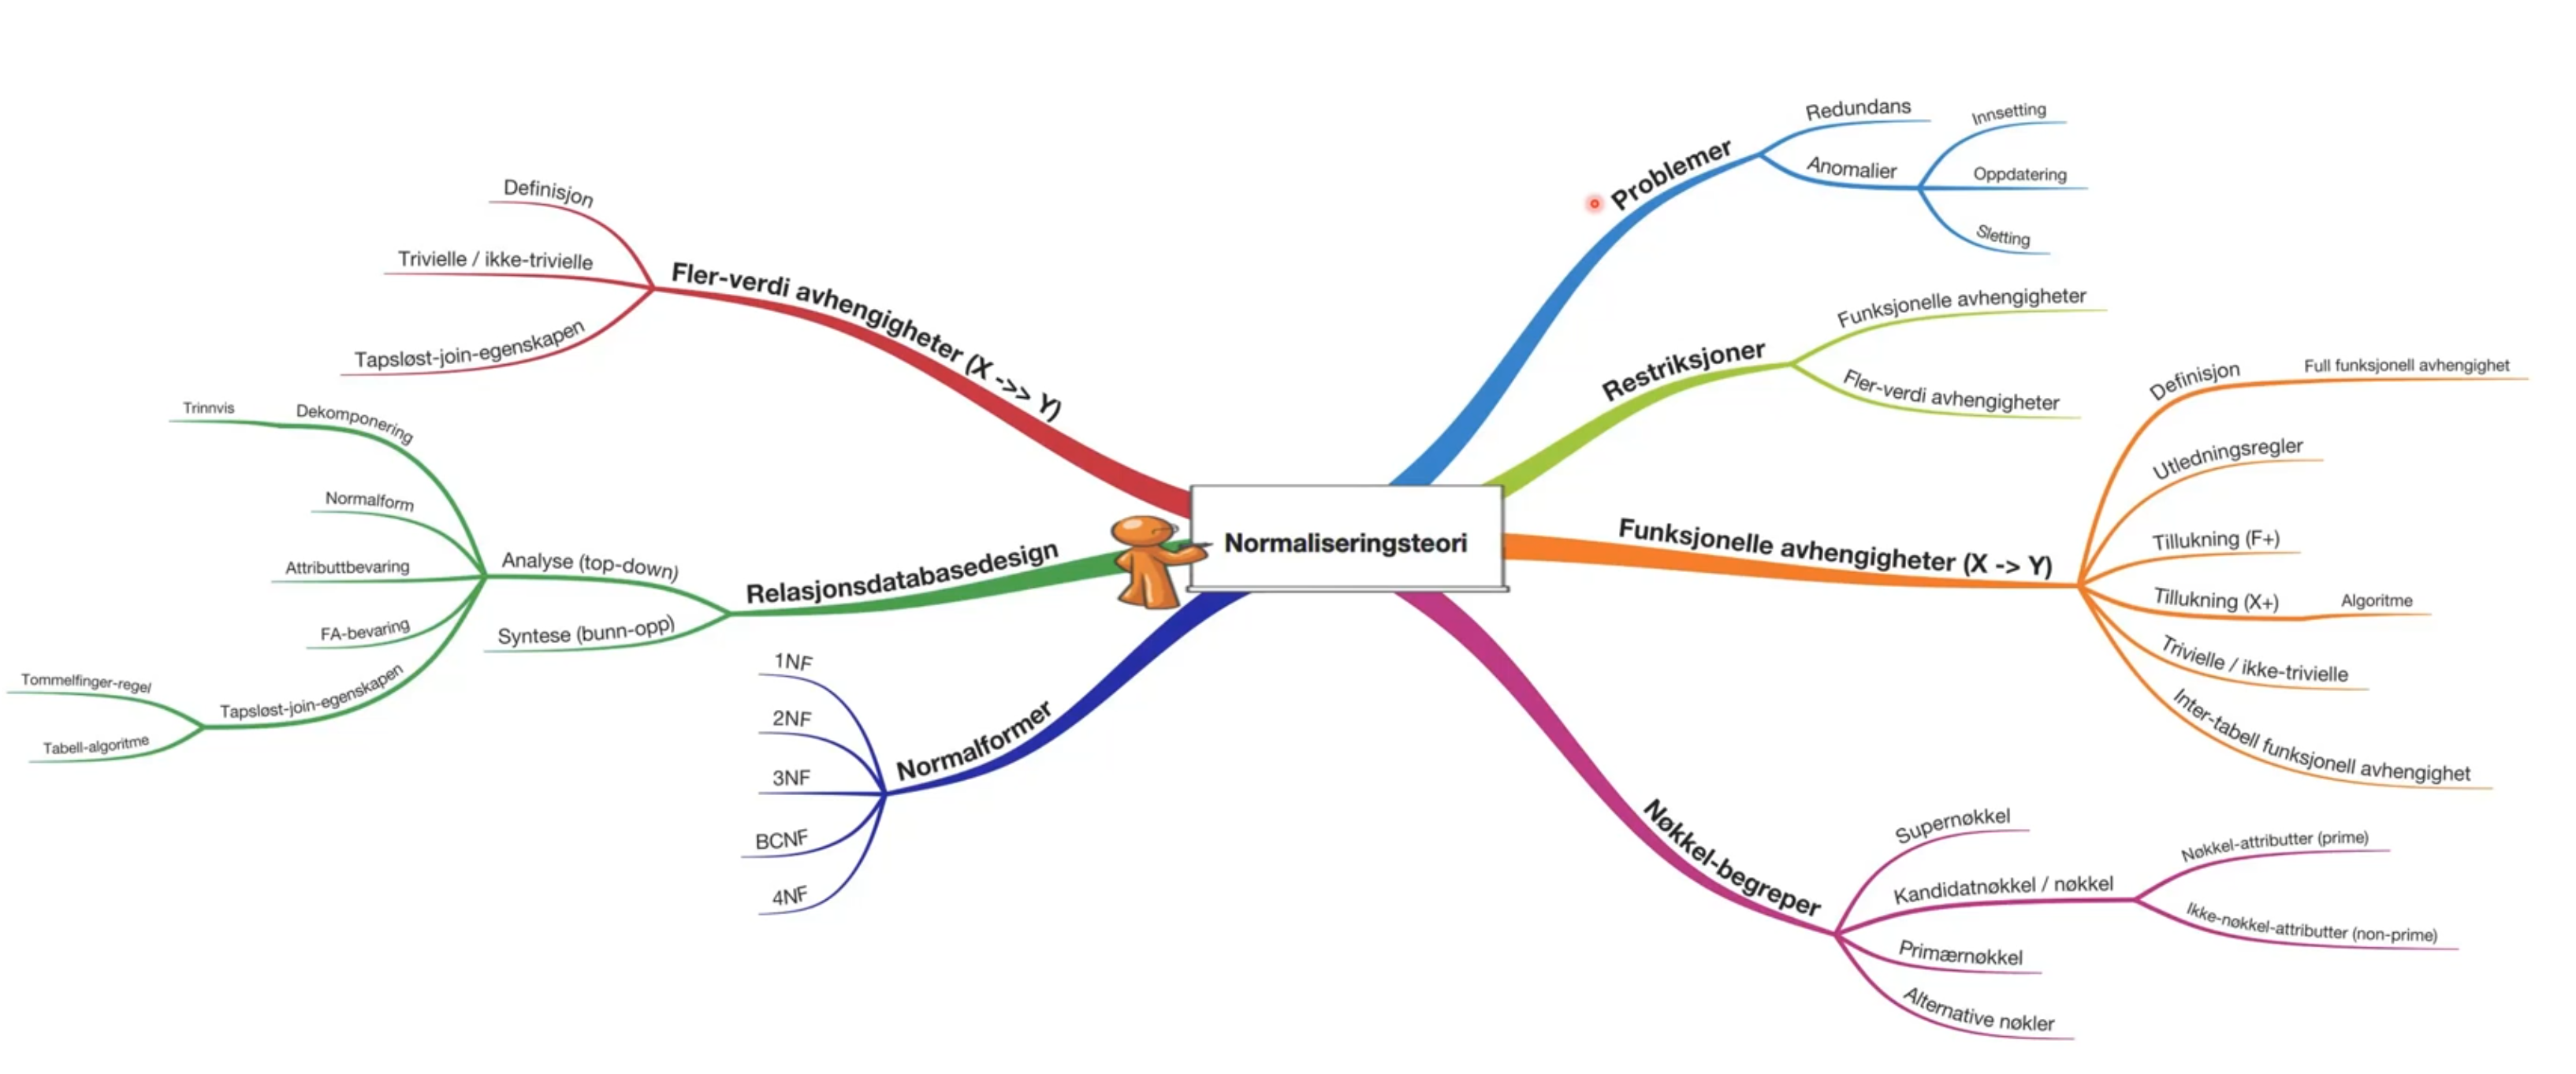 Normaliseringsteori
Problemer
Redundans
Anomalier
Innsetting
Oppdatering
Sletting
Restriksjoner
Funksjonelle avhengigheter
Fler-verdi avhengigheter
Funksjonelle avhengigheter (X -> Y)
Definisjon
Full funksjonell avhengighet
Utledningsregler
Tillukning (F+)
Tillukning (X+)
Algoritme
Trivielle / ikke-trivielle
Inter-tabell funksjonell avhengighet
Nøkkel-begreper
Supernøkkel
Kandidatnøkkel / nøkkel
Nøkkel-attributter (prime)
Ikke-nøkkel-attributter (non-prime)
Primærnøkkel
Alternative nøkler
Normalformer
1NF
2NF
3NF
BCNF
4NF
Relasjonsdatabasedesign
Analyse (top-down)
Dekomponering
Trinnvis
Normalform
Attributtbevaring
FA-bevaring
Tapsløst-join-egenskapen
Tommelfinger-regel
Tabell-algoritme
Syntese (bunn-opp)
Fler-verdi avhengigheter (X ->> Y)
Definisjon
Trivielle / ikke-trivielle
Tapsløst-join-egenskapen